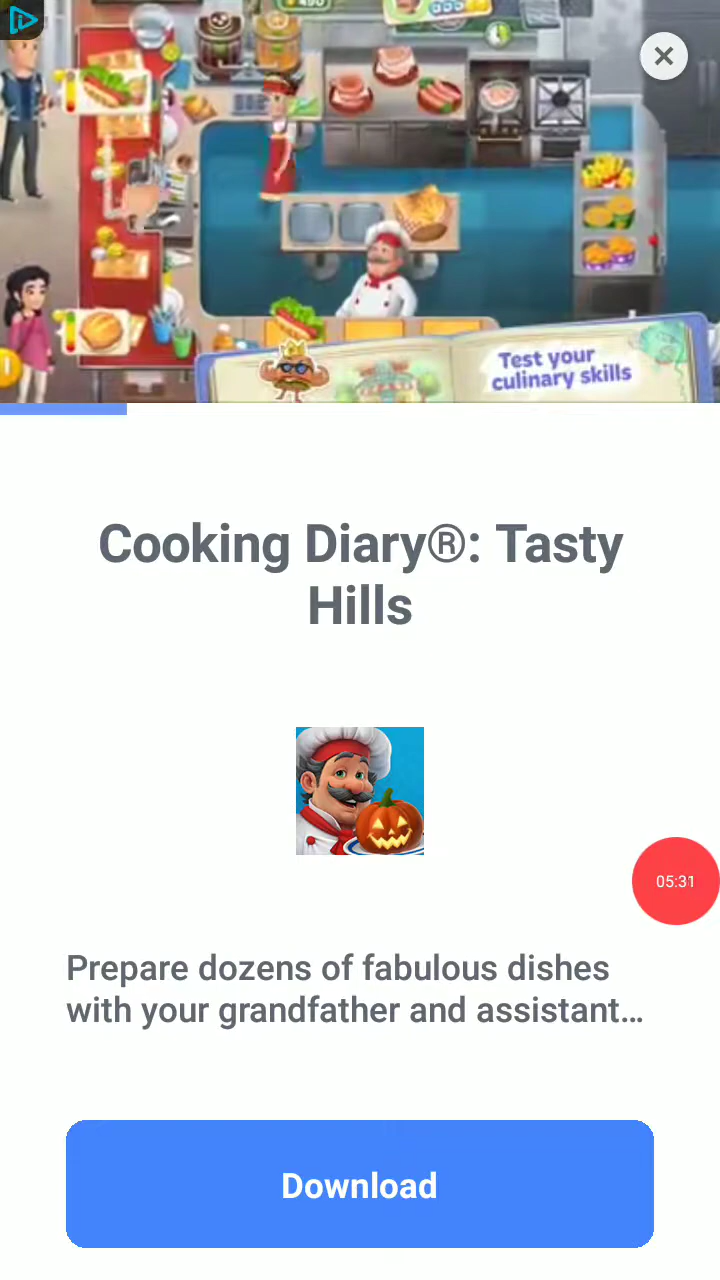 Test your
culinary skills
Cooking Diary®: Tasty
Hills
05:31
Prepare dozens of fabulous dishes
with your grandfather and assistant...
Download